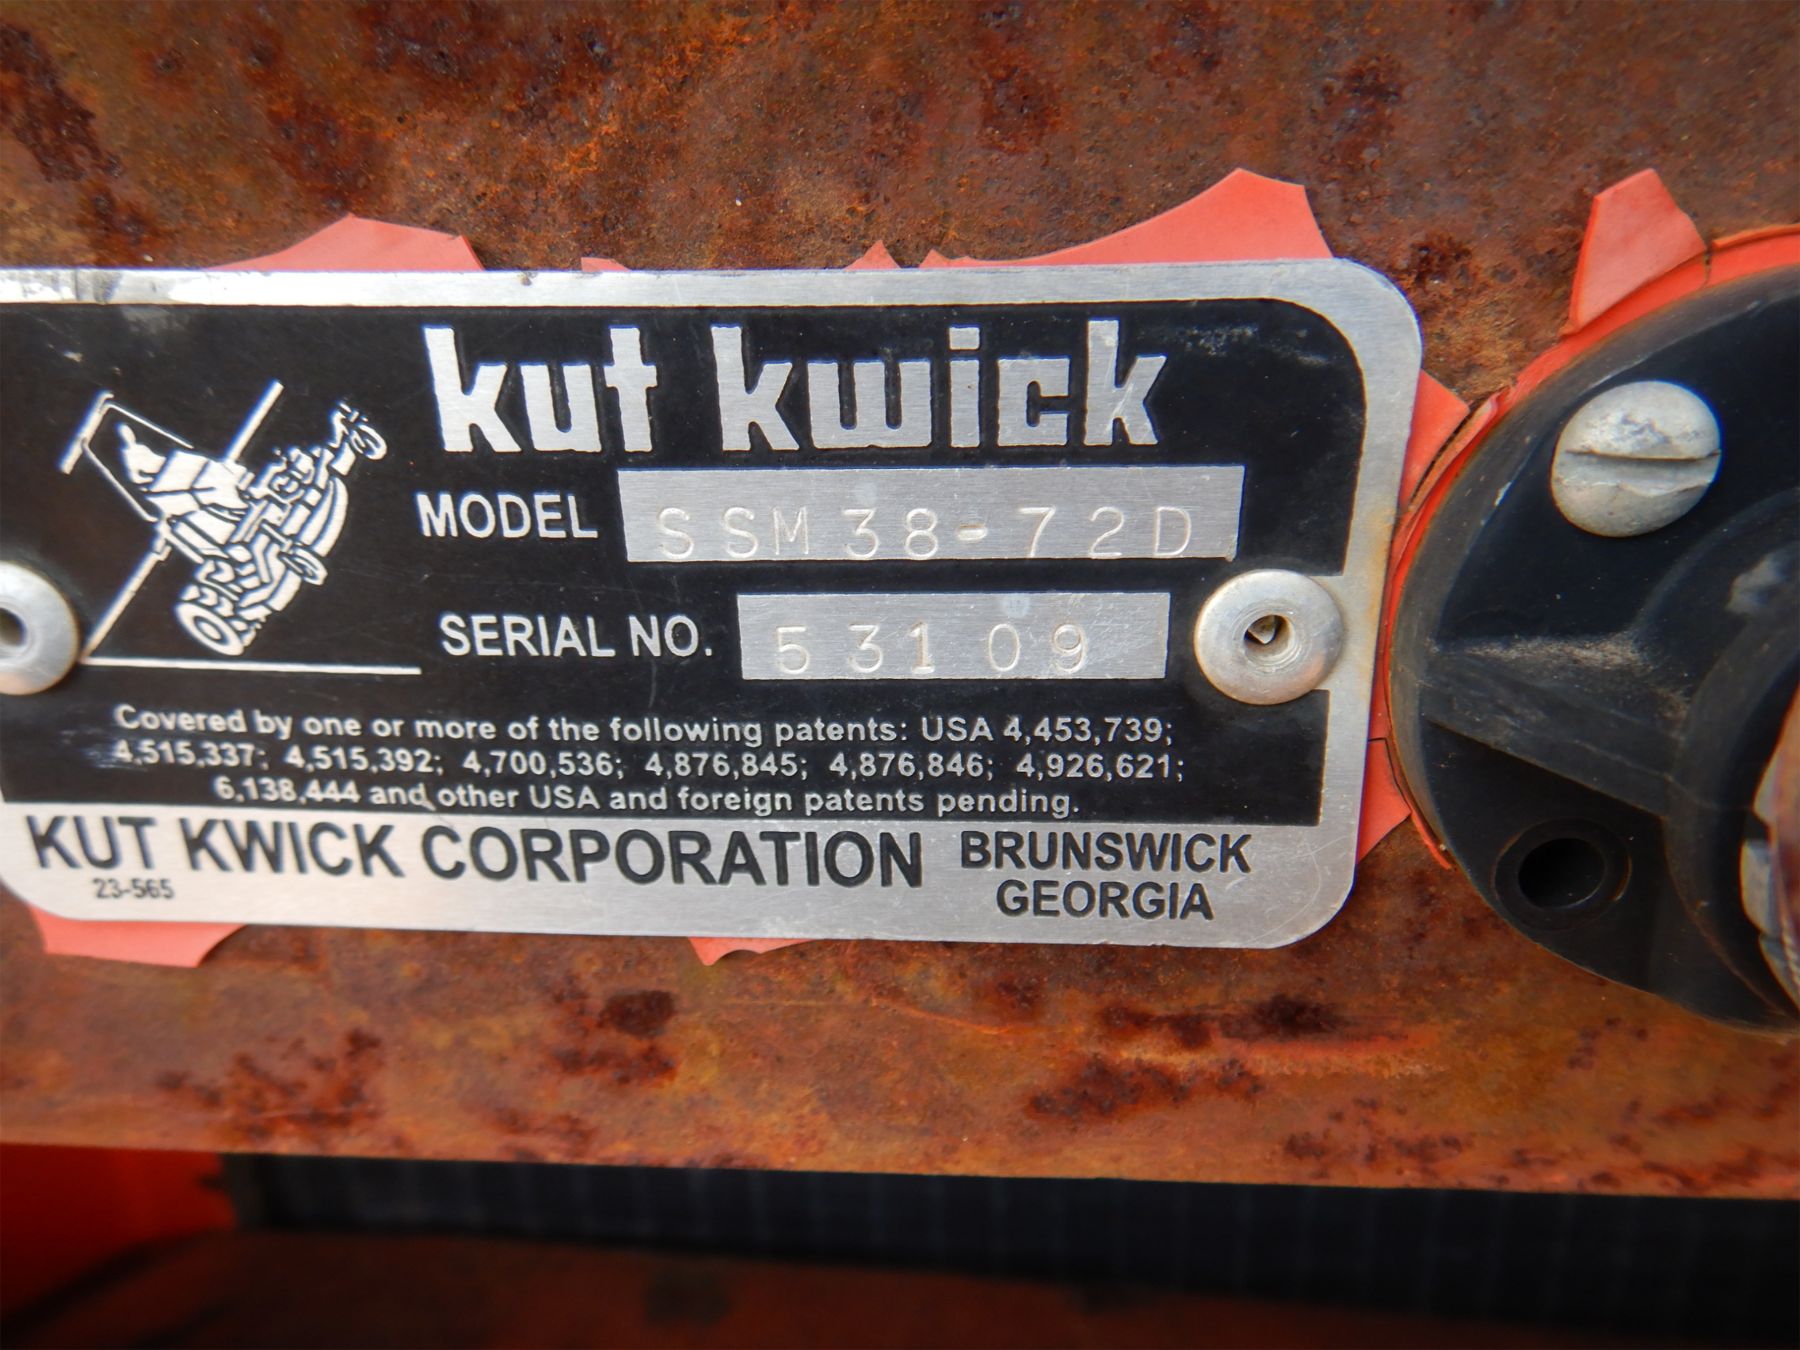 kut kwick
MODEL SSM38-72D
SERIAL NO. 53109
Covered by one or more of the following patents: USA 4,453,739;
4,515,337; 4,515,392; 4,700,536; 4,876,845; 4,876,846; 4,926,621;
6,138,444 and other USA and foreign patents pending.
KUT KWICK CORPORATION BRUNSWICK
GEORGIA
23-565